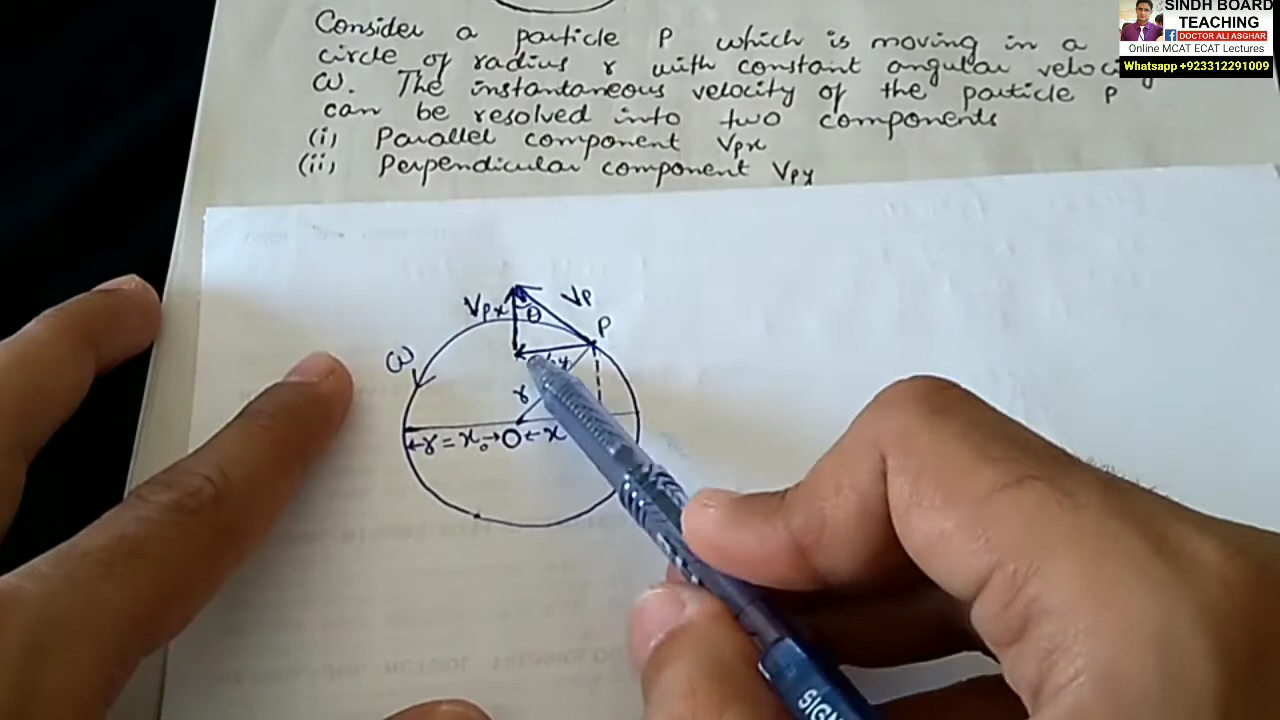 SINDH BOARD
TEACHING
DOCTOR ALI ASGHAR
Online MCAT ECAT Lectures
Whatsapp +923312291009
Consider a particle P which is moving in a
circle of radius r with constant angular velocity
ω. The instantaneous velocity of the particle P
can be resolved into two components
(i) Parallel component Vpx
(ii) Perpendicular component Vpy
Vp
Vpx
θ
P
ω
r
r = x₀
O
x
SIGN